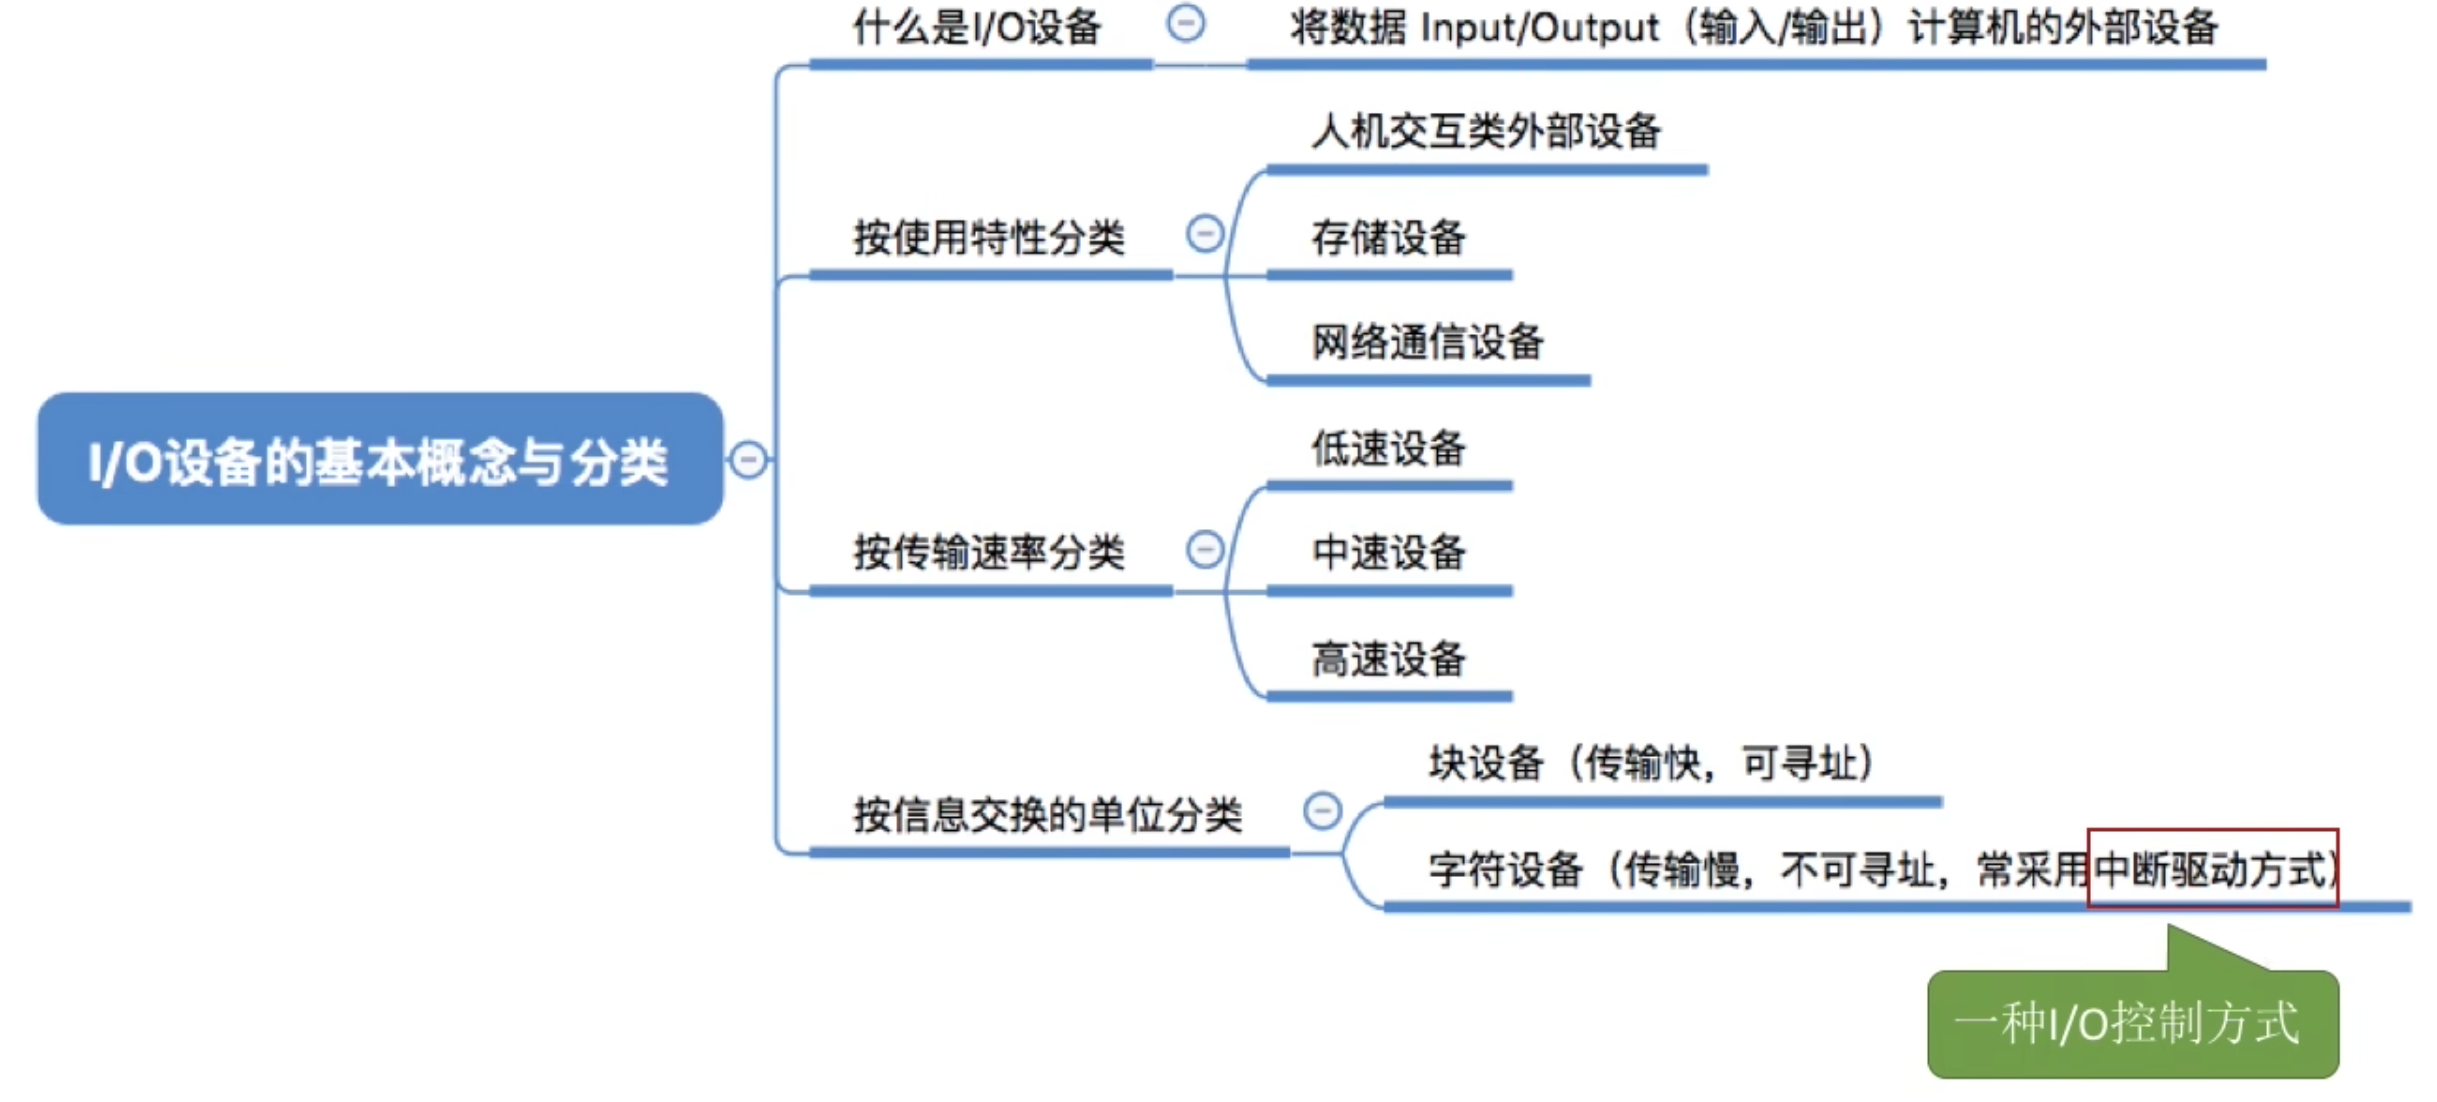 什么是I/O设备
将数据 Input/Output（输入/输出）计算机的外部设备
人机交互类外部设备
按使用特性分类
存储设备
网络通信设备
I/O设备的基本概念与分类
低速设备
按传输速率分类
中速设备
高速设备
块设备（传输快，可寻址）
按信息交换的单位分类
字符设备（传输慢，不可寻址，常采用中断驱动方式）
一种I/O控制方式